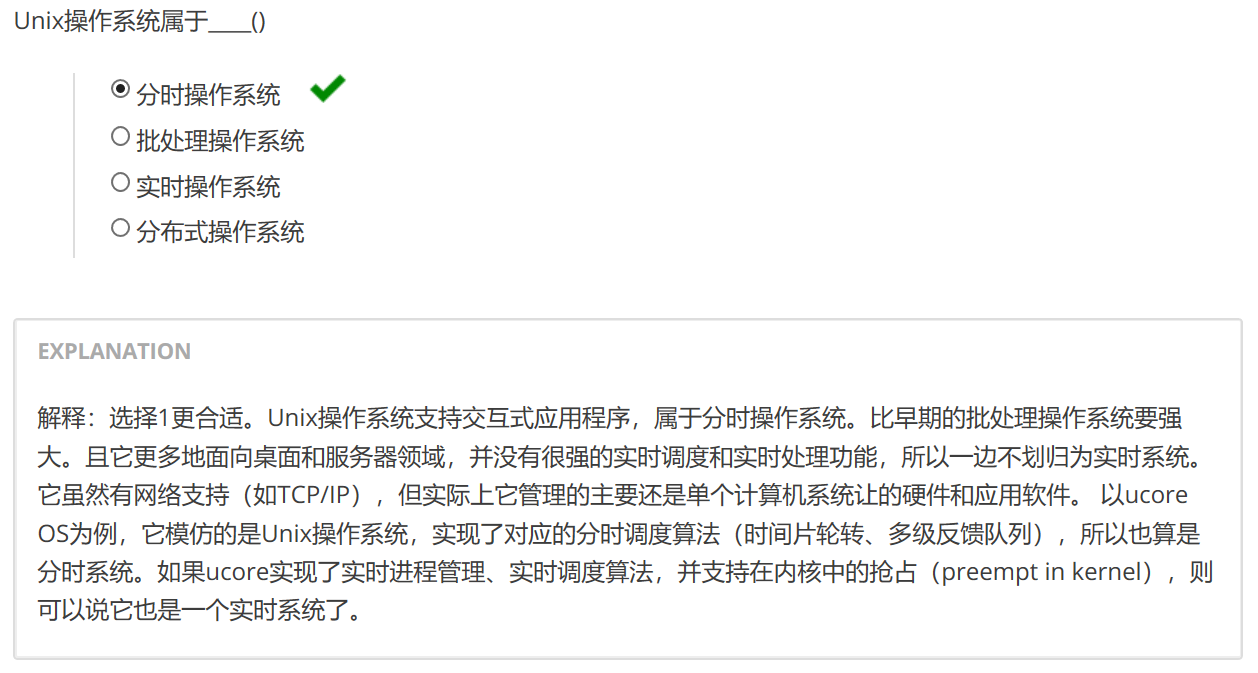 Unix操作系统属于____()
分时操作系统
批处理操作系统
实时操作系统
分布式操作系统
EXPLANATION
解释：选择1更合适。Unix操作系统支持交互式应用程序，属于分时操作系统。比早期的批处理操作系统要强
大。且它更多地面向桌面和服务器领域，并没有很强的实时调度和实时处理功能，所以一边不划归为实时系统。
它虽然有网络支持（如TCP/IP），但实际上它管理的主要还是单个计算机系统让的硬件和应用软件。 以ucore
OS为例，它模仿的是Unix操作系统，实现了对应的分时调度算法（时间片轮转、多级反馈队列），所以也算是
分时系统。如果ucore实现了实时进程管理、实时调度算法，并支持在内核中的抢占（preempt in kernel），则
可以说它也是一个实时系统了。